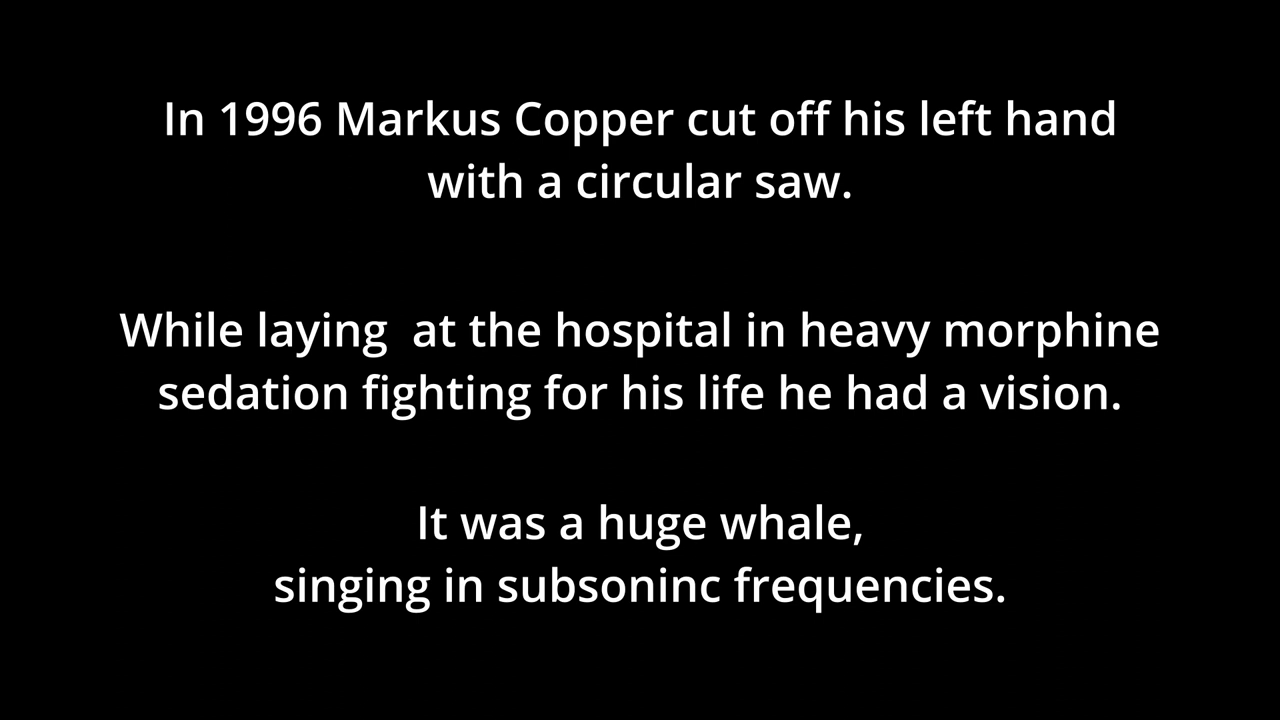 In 1996 Markus Copper cut off his left hand
with a circular saw.
While laying  at the hospital in heavy morphine
sedation fighting for his life he had a vision.
It was a huge whale,
singing in subsoninc frequencies.